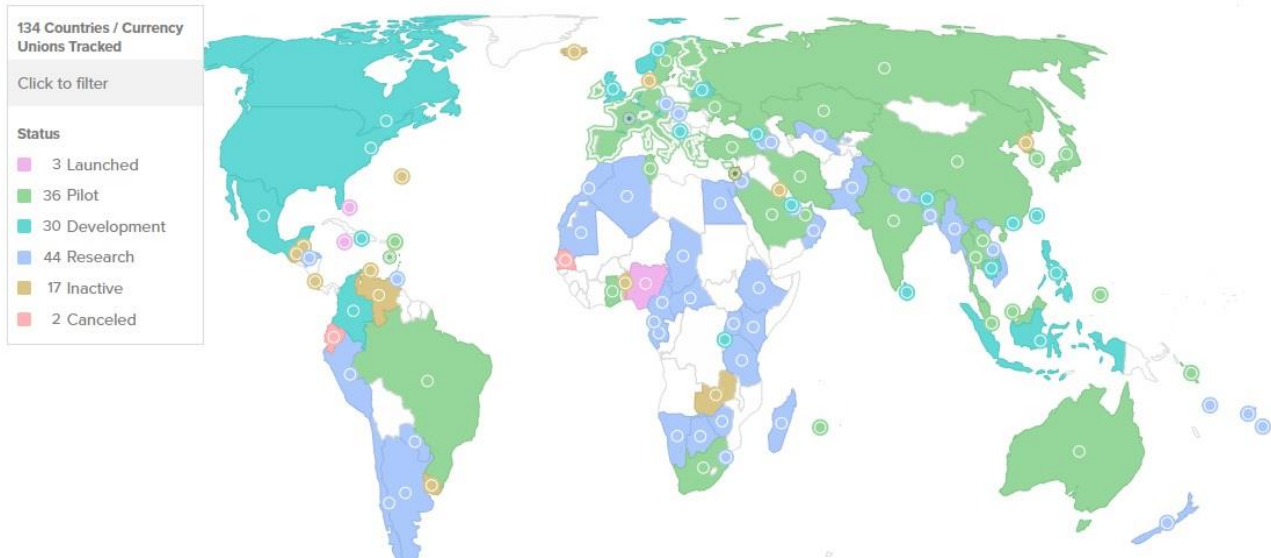 134 Countries / Currency
Unions Tracked
Click to filter
Status
3 Launched
36 Pilot
30 Development
44 Research
17 Inactive
2 Canceled